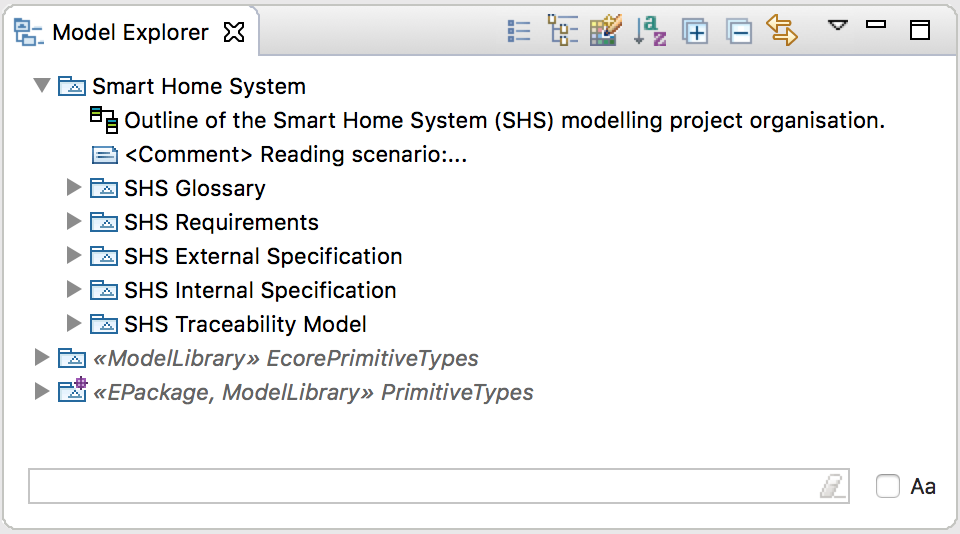 Model Explorer
Smart Home System
Outline of the Smart Home System (SHS) modelling project organisation.
<Comment> Reading scenario:...
SHS Glossary
SHS Requirements
SHS External Specification
SHS Internal Specification
SHS Traceability Model
«ModelLibrary» EcorePrimitiveTypes
«EPackage, ModelLibrary» PrimitiveTypes
Aa